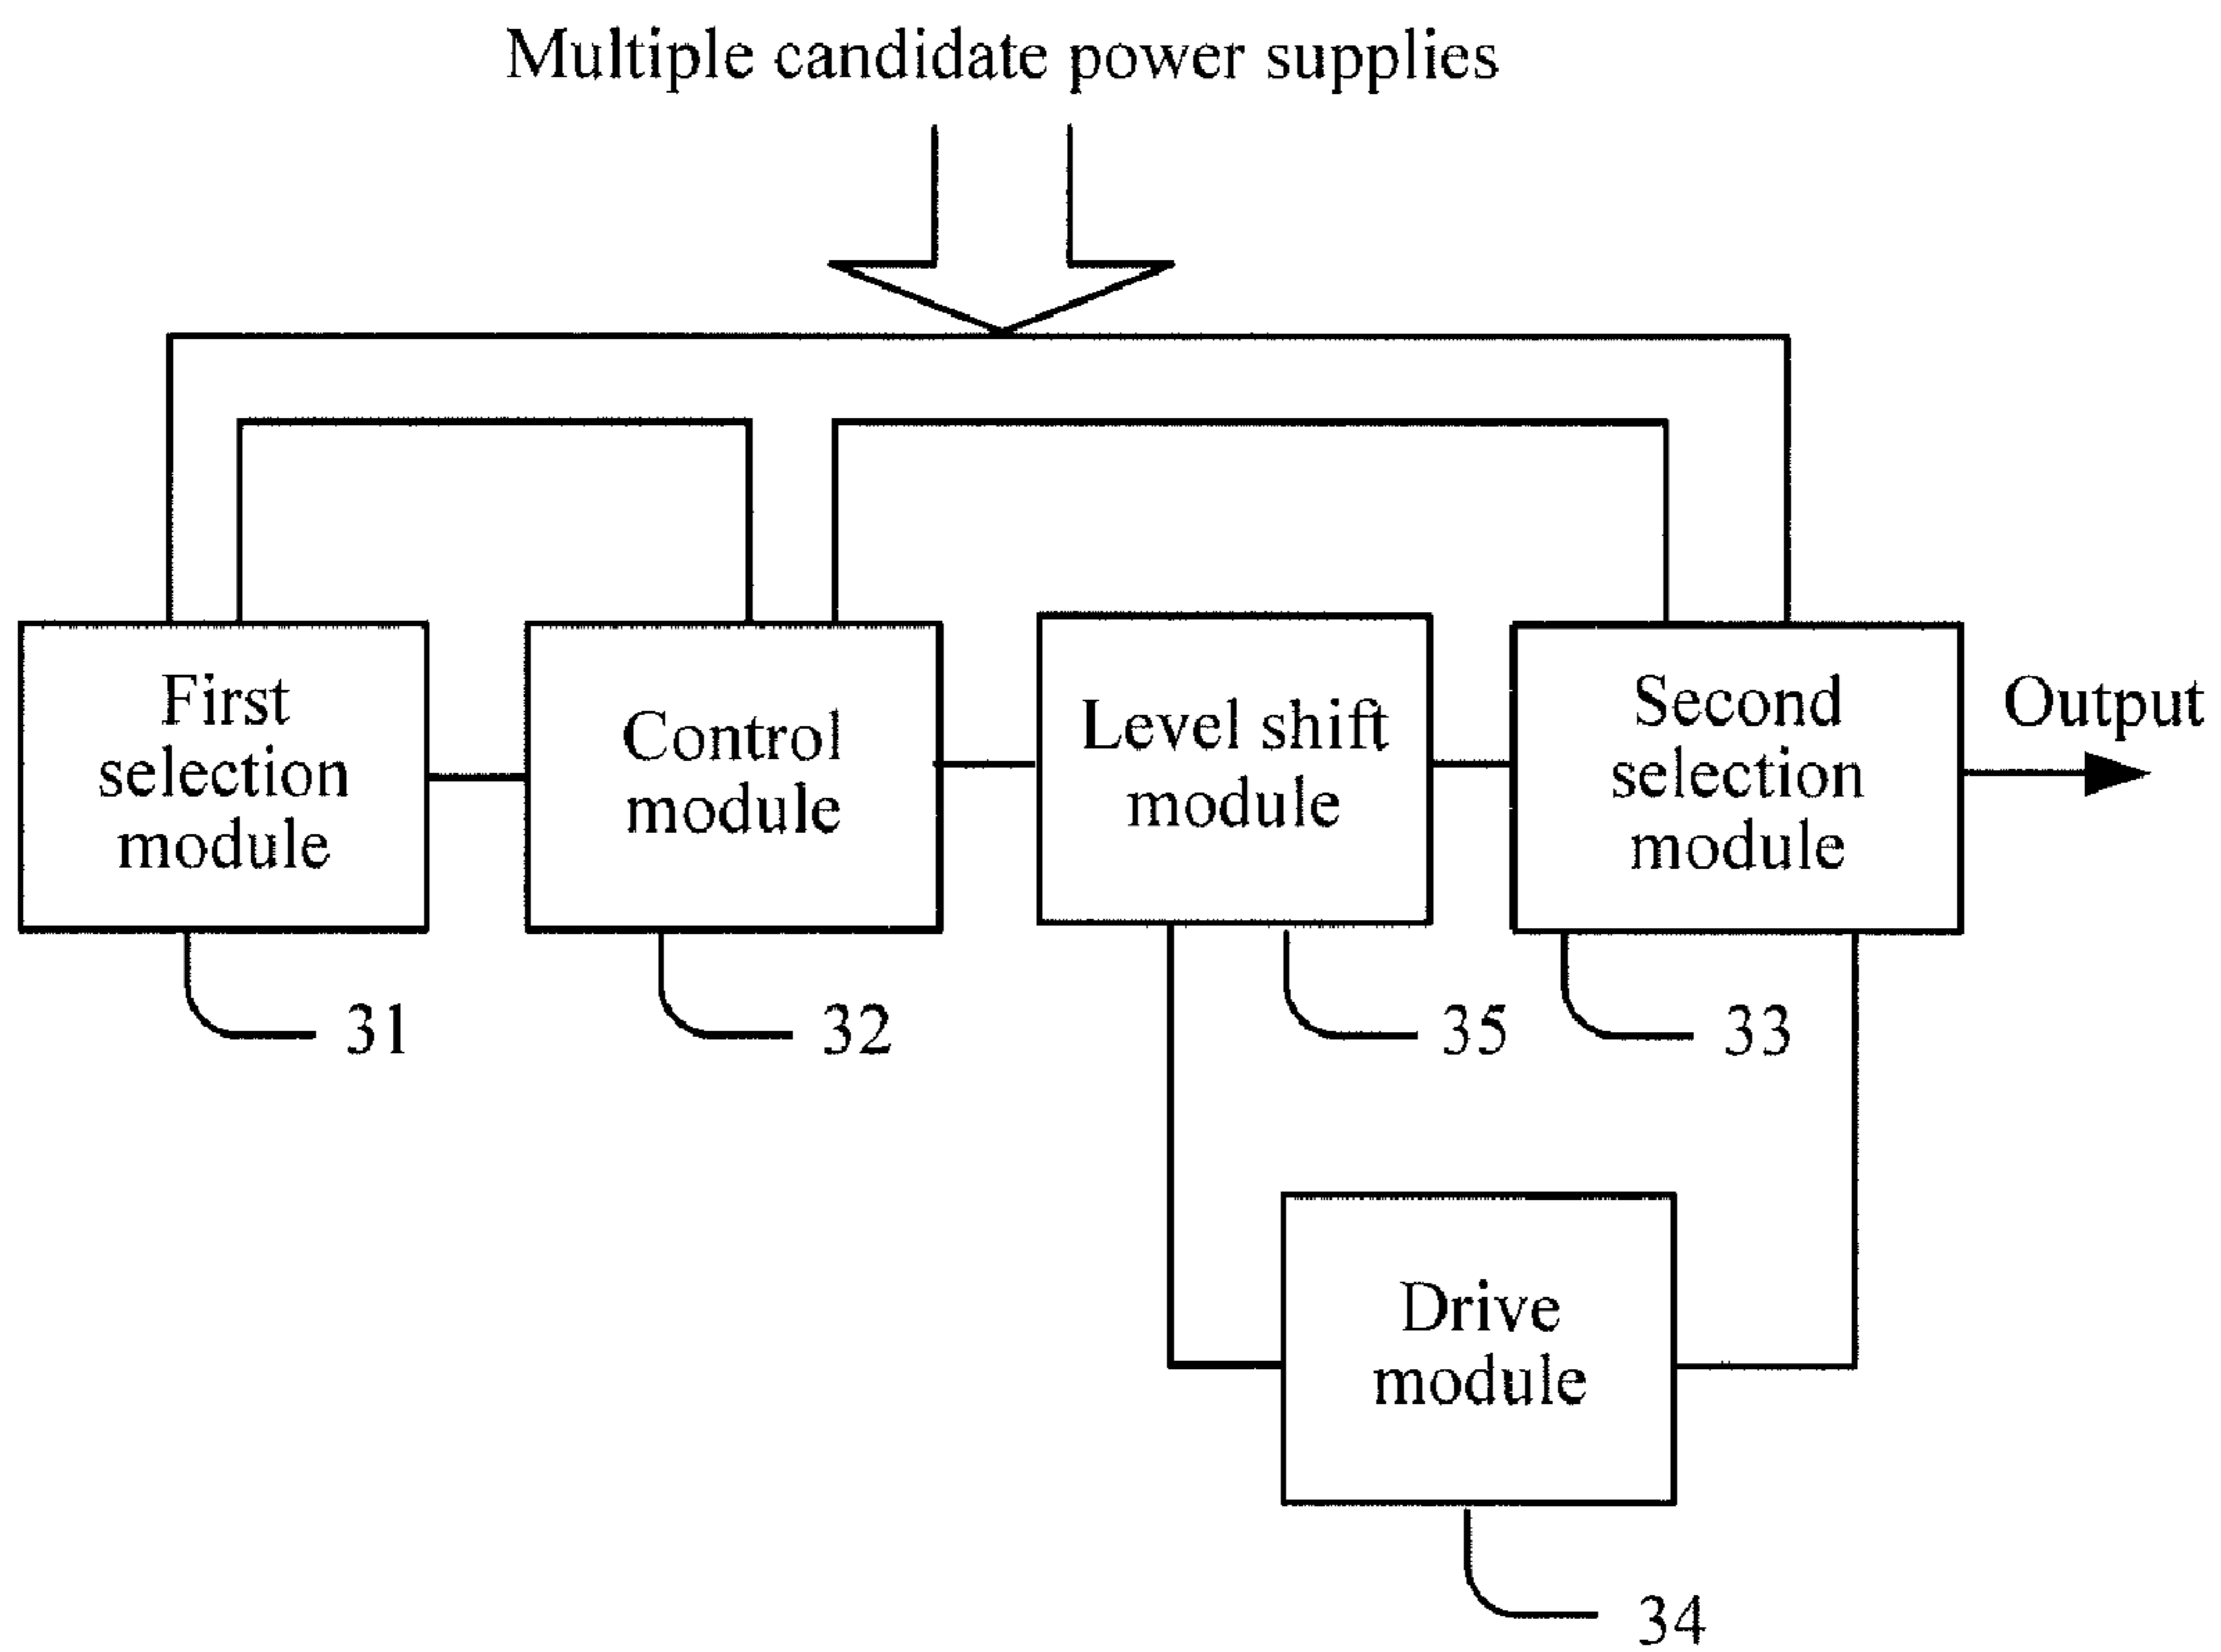 Multiple candidate power supplies
First
selection
module
Control
module
Level shift
module
Second
selection
module
Output
31
32
35
33
Drive
module
34